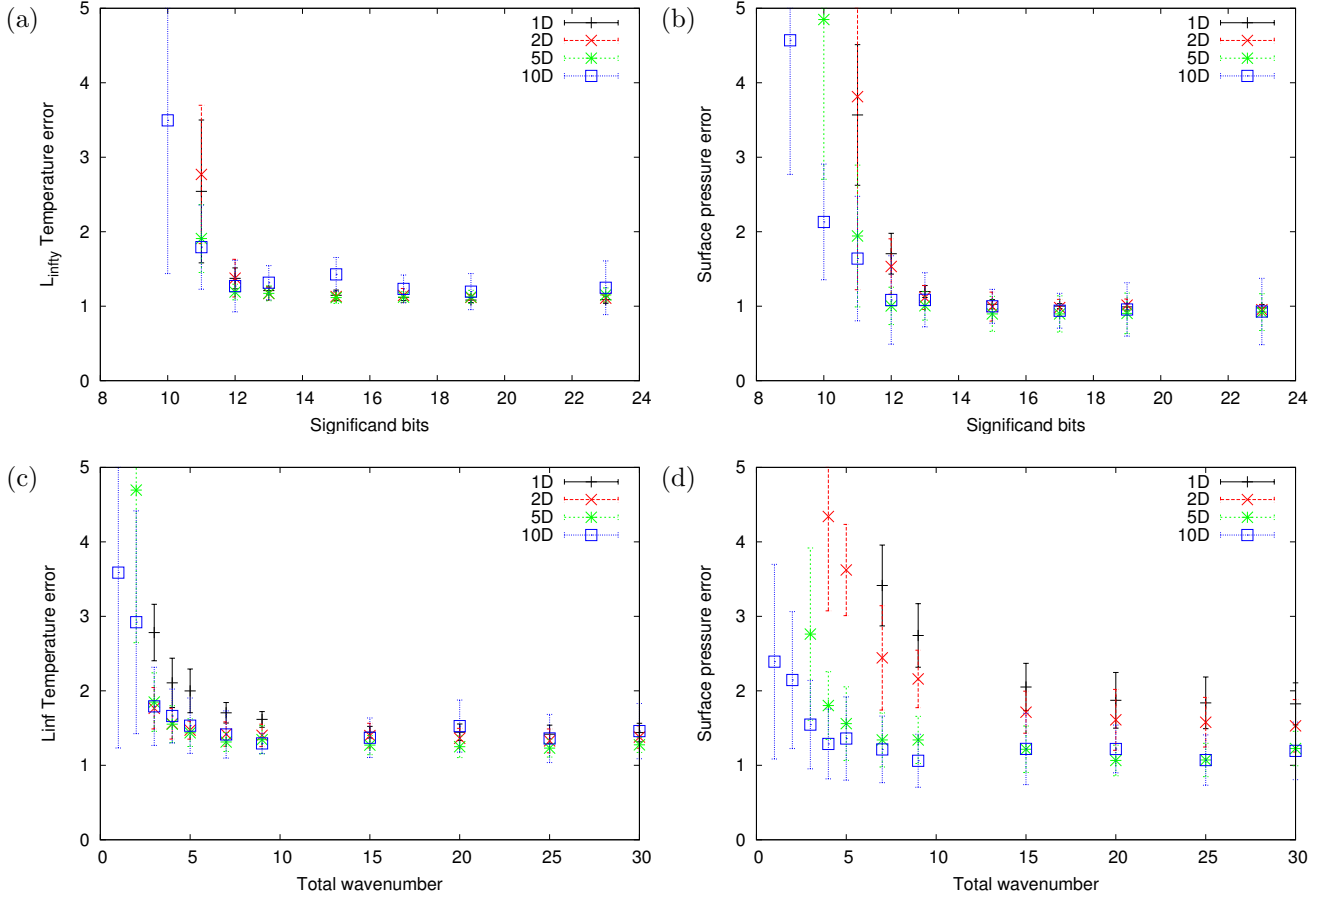 (a)
L_infty Temperature error
5
4
3
2
1
0
8 10 12 14 16 18 20 22 24
Significand bits
1D
2D
5D
10D
(b)
Surface pressure error
5
4
3
2
1
0
8 10 12 14 16 18 20 22 24
Significand bits
1D
2D
5D
10D
(c)
Linf Temperature error
5
4
3
2
1
0
0 5 10 15 20 25 30
Total wavenumber
1D
2D
5D
10D
(d)
Surface pressure error
5
4
3
2
1
0
0 5 10 15 20 25 30
Total wavenumber
1D
2D
5D
10D